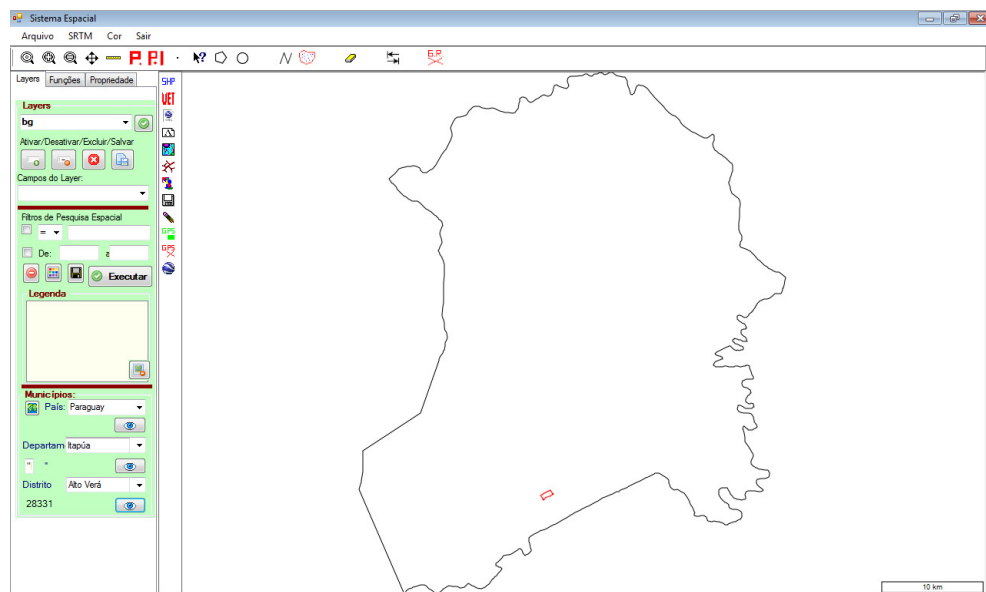 Sistema Espacial
Arquivo SRTM Cor Sair
Layers Funções Propriedade
SHP
VET
Layers
bg
Ativar/Desativar/Excluir/Salvar
Campos do Layer:
Filtros de Pesquisa Espacial
=
De: a
Executar
Legenda
Municípios:
País: Paraguay
Departam Itapúa
" "
Distrito Alto Verá
28331
GPS
GPS
G.P.
10 km